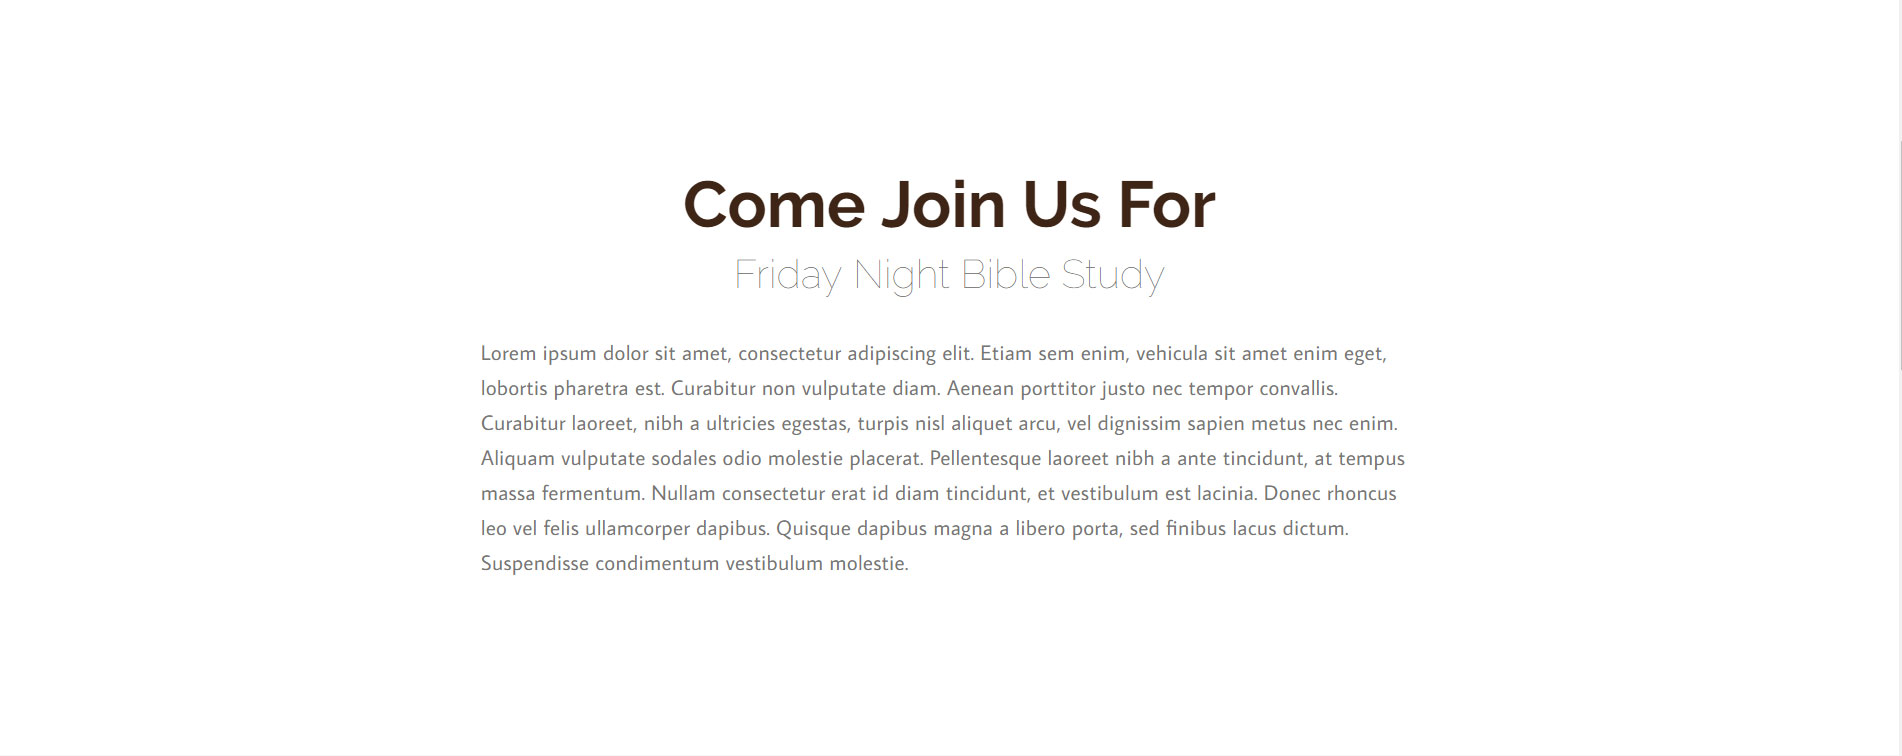 Come Join Us For
Friday Night Bible Study
Lorem ipsum dolor sit amet, consectetur adipiscing elit. Etiam sem enim, vehicula sit amet enim eget,
lobortis pharetra est. Curabitur non vulputate diam. Aenean porttitor justo nec tempor convallis.
Curabitur laoreet, nibh a ultricies egestas, turpis nisl aliquet arcu, vel dignissim sapien metus nec enim.
Aliquam vulputate sodales odio molestie placerat. Pellentesque laoreet nibh a ante tincidunt, at tempus
massa fermentum. Nullam consectetur erat id diam tincidunt, et vestibulum est lacinia. Donec rhoncus
leo vel felis ullamcorper dapibus. Quisque dapibus magna a libero porta, sed finibus lacus dictum.
Suspendisse condimentum vestibulum molestie.